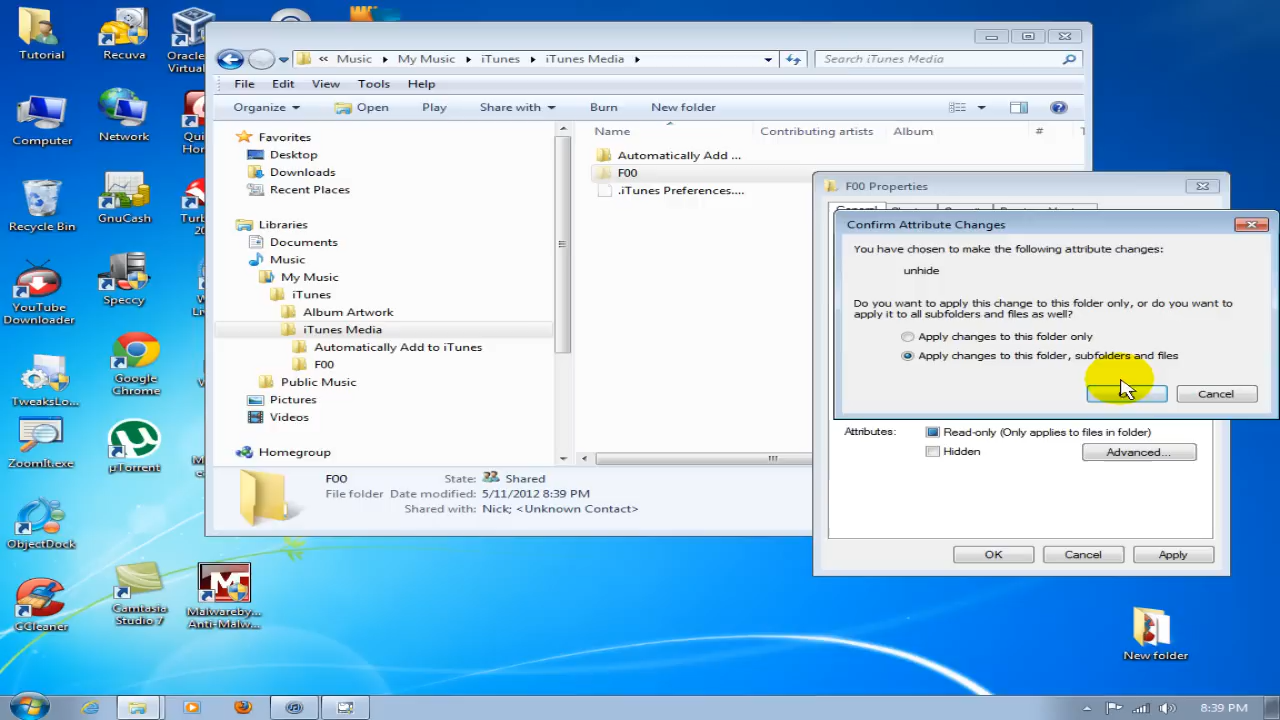 Tutorial
Recuva
Oracle
Virtual
Computer
Network
Qui
Hon
Recycle Bin
GnuCash
Turb
YouTube
Downloader
Speccy
TweaksLo...
Google
Chrome
ZoomIt.exe
µTorrent
ObjectDock
CCleaner
Camtasia
Studio 7
Malwareby...
Anti-Malw...
New folder
« Music My Music iTunes iTunes Media
Search iTunes Media
File Edit View Tools Help
Organize Open Play Share with Burn New folder
Favorites
Desktop
Downloads
Recent Places
Libraries
Documents
Music
My Music
iTunes
Album Artwork
iTunes Media
Automatically Add to iTunes
F00
Public Music
Pictures
Videos
Homegroup
Name Contributing artists Album #
Automatically Add ...
F00
.iTunes Preferences....
F00 State: Shared
File folder Date modified: 5/11/2012 8:39 PM
Shared with: Nick; <Unknown Contact>
F00 Properties
General
Confirm Attribute Changes
You have chosen to make the following attribute changes:
unhide
Do you want to apply this change to this folder only, or do you want to
apply it to all subfolders and files as well?
Apply changes to this folder only
Apply changes to this folder, subfolders and files
Cancel
Attributes: Read-only (Only applies to files in folder)
Hidden Advanced...
OK Cancel Apply
8:39 PM